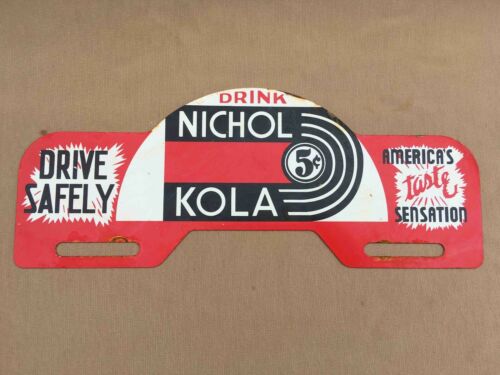 DRINK
NICHOL
5¢
KOLA
DRIVE
SAFELY
AMERICA'S
taste
SENSATION